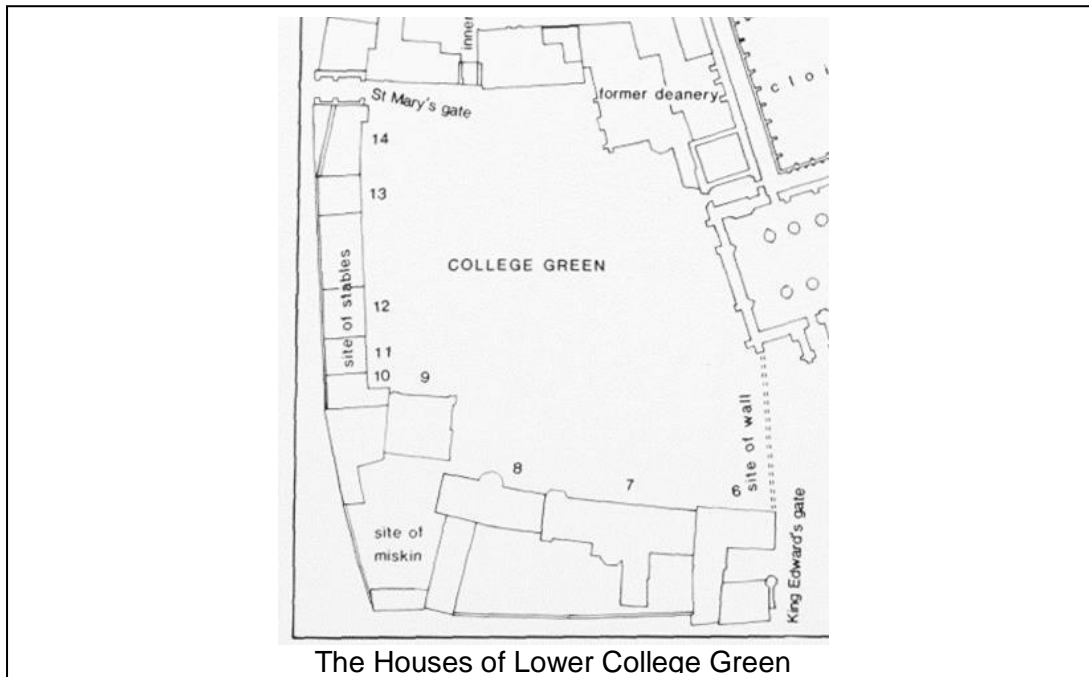 inner
St Mary's gate
former deanery
cloi
14
13
COLLEGE GREEN
site of stables
12
11
10
9
site of wall
8
7
6
site of
miskin
King Edward's gate
The Houses of Lower College Green